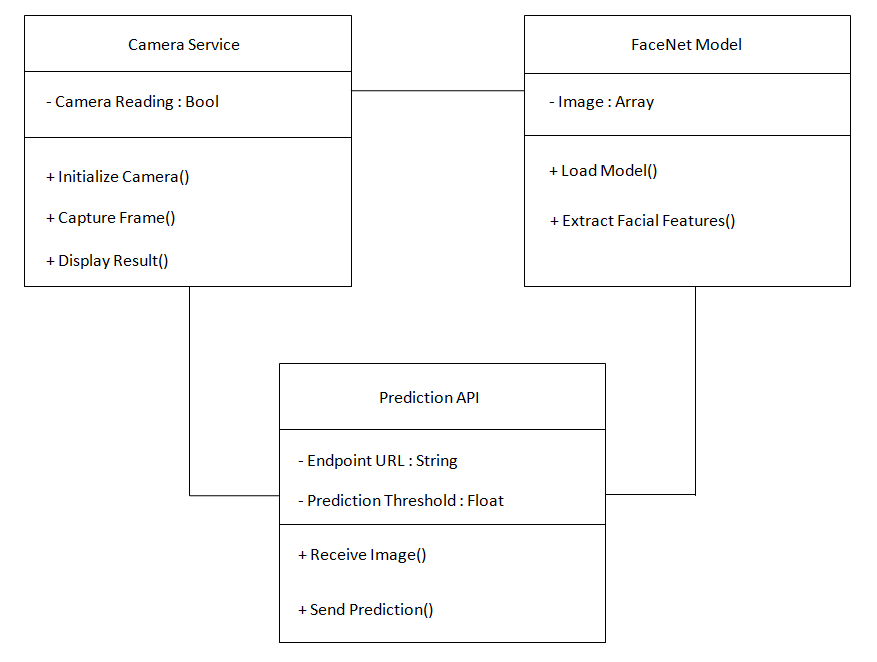 Camera Service
- Camera Reading : Bool
+ Initialize Camera()
+ Capture Frame()
+ Display Result()
FaceNet Model
- Image : Array
+ Load Model()
+ Extract Facial Features()
Prediction API
- Endpoint URL : String
- Prediction Threshold : Float
+ Receive Image()
+ Send Prediction()